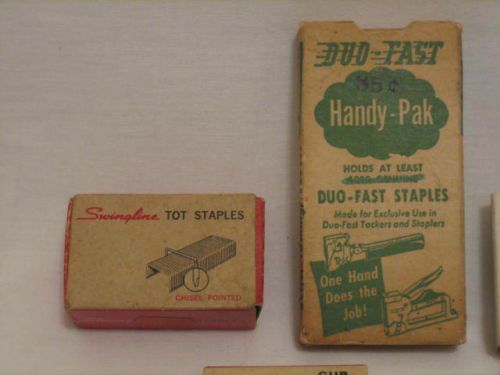 Swingline TOT STAPLES
CHISEL POINTED
DUO-FAST
85¢
Handy-Pak
HOLDS AT LEAST
DUO-FAST STAPLES
Made for Exclusive Use in
Duo-Fast Tackers and Staplers
One Hand
Does the
Job!